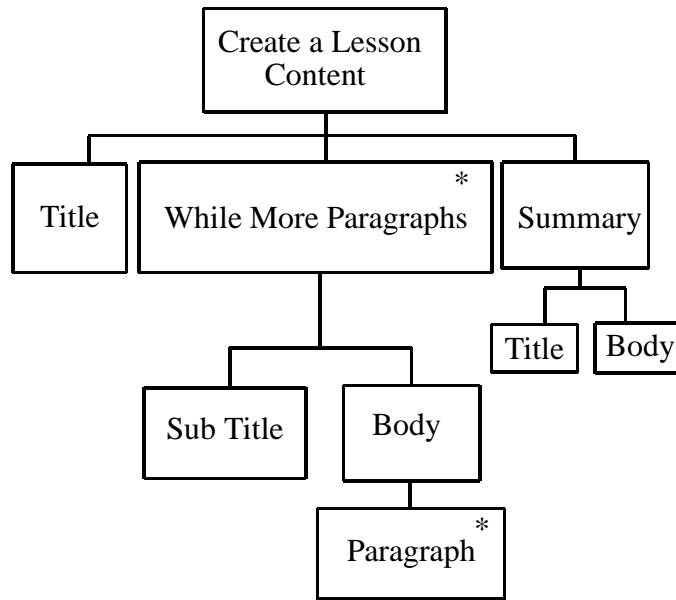 Create a Lesson
Content
*
Title
While More Paragraphs
Summary
Title
Body
Sub Title
Body
*
Paragraph